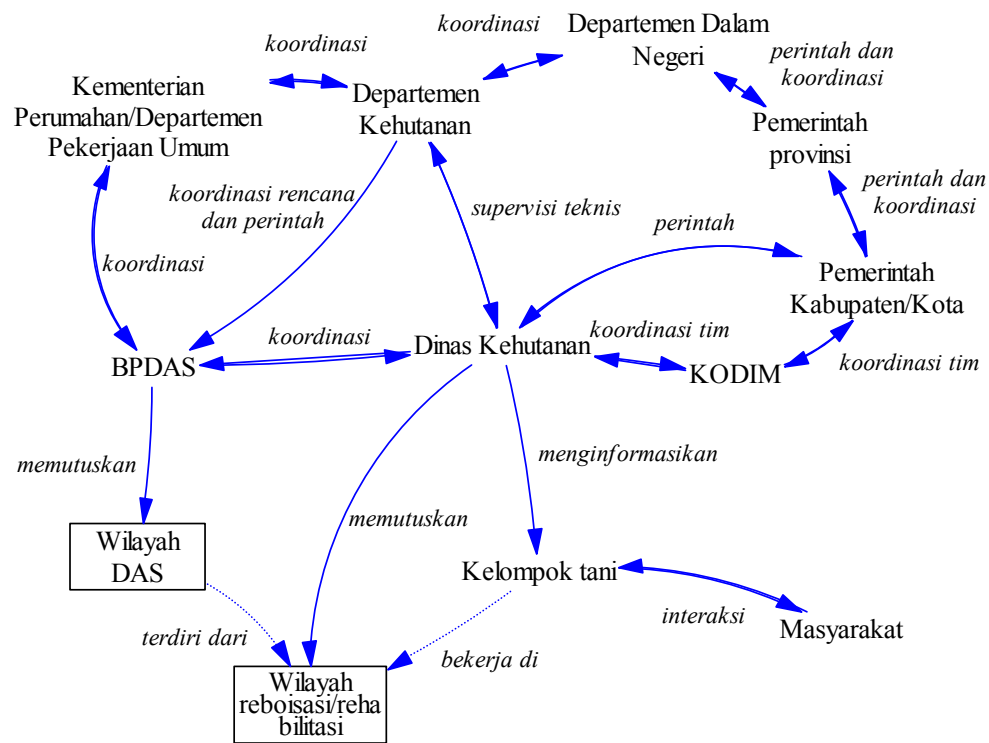 koordinasi
koordinasi
Departemen Dalam
Negeri
perintah dan
koordinasi
Kementerian
Perumahan/Departemen
Pekerjaan Umum
Departemen
Kehutanan
Pemerintah
provinsi
koordinasi rencana
dan perintah
supervisi teknis
perintah dan
koordinasi
perintah
koordinasi
Pemerintah
Kabupaten/Kota
koordinasi
Dinas Kehutanan
koordinasi tim
BPDAS
KODIM
koordinasi tim
memutuskan
menginformasikan
memutuskan
Wilayah
DAS
Kelompok tani
interaksi
Masyarakat
terdiri dari
bekerja di
Wilayah
reboisasi/reha
bilitasi